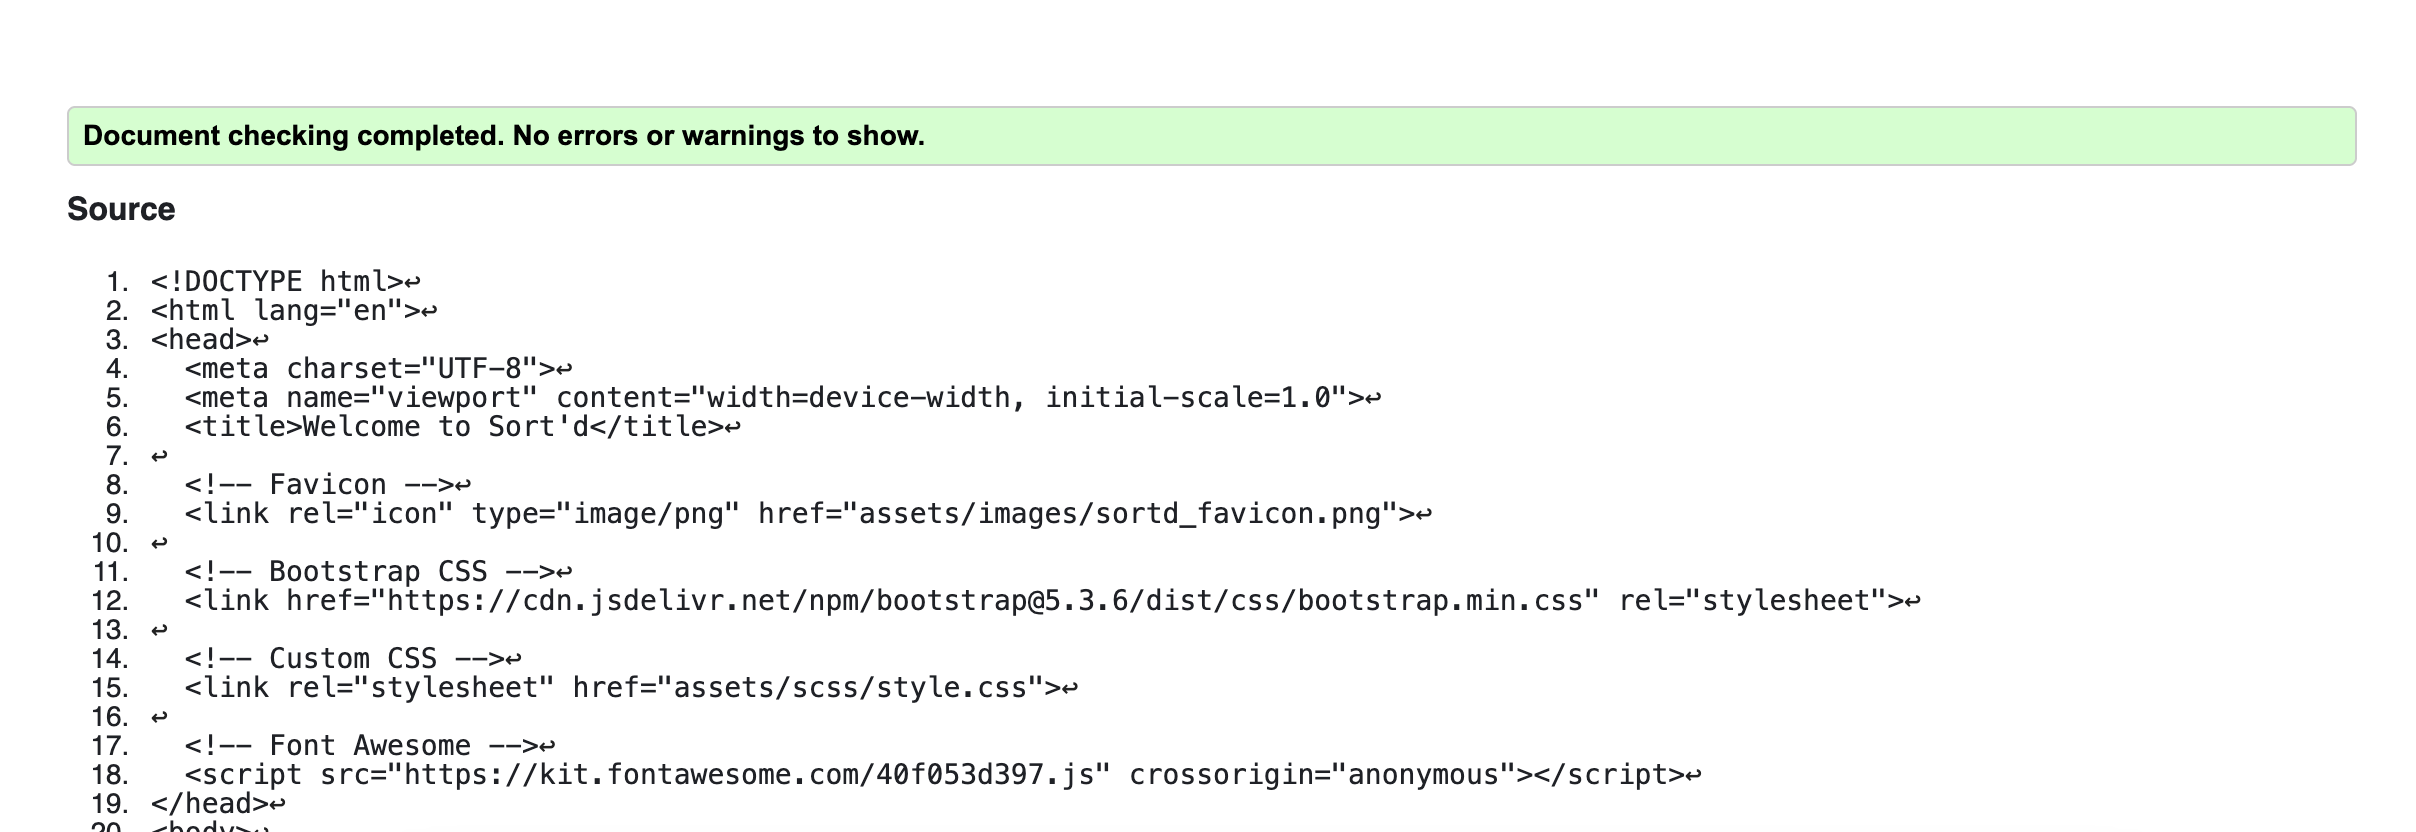 Document checking completed. No errors or warnings to show.
Source
1. <!DOCTYPE html>↩
2. <html lang="en">↩
3. <head>↩
4.   <meta charset="UTF-8">↩
5.   <meta name="viewport" content="width=device-width, initial-scale=1.0">↩
6.   <title>Welcome to Sort'd</title>↩
7. ↩
8.   <!-- Favicon -->↩
9.   <link rel="icon" type="image/png" href="assets/images/sortd_favicon.png">↩
10. ↩
11.   <!-- Bootstrap CSS -->↩
12.   <link href="https://cdn.jsdelivr.net/npm/bootstrap@5.3.6/dist/css/bootstrap.min.css" rel="stylesheet">↩
13. ↩
14.   <!-- Custom CSS -->↩
15.   <link rel="stylesheet" href="assets/scss/style.css">↩
16. ↩
17.   <!-- Font Awesome -->↩
18.   <script src="https://kit.fontawesome.com/40f053d397.js" crossorigin="anonymous"></script>↩
19. </head>↩
20. <body>↩